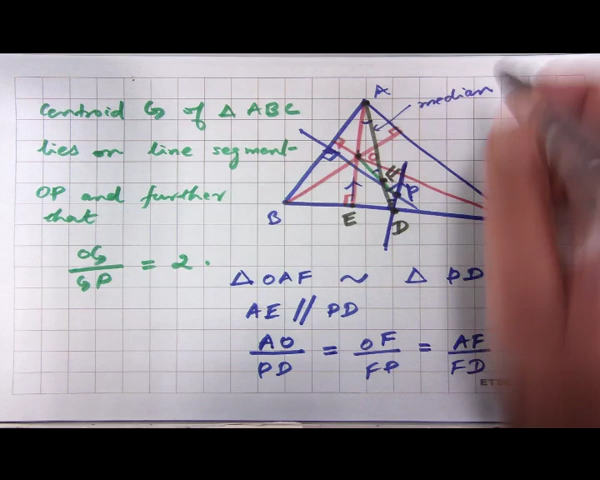 Centroid G of Δ ABC
lies on line segment
OP and further
that
OG/GP = 2.
A
median
O
F
P
B
E
D
Δ OAF ~ Δ PD
AE // PD
AO/PD = OF/FP = AF/FD